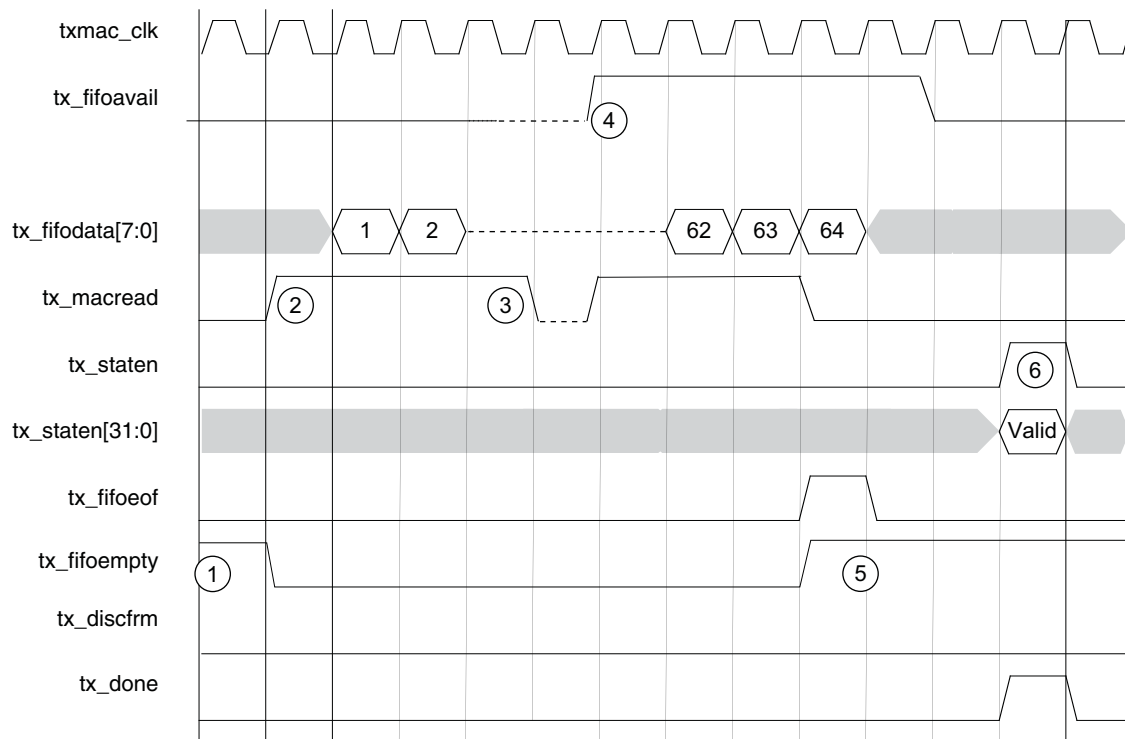 txmac_clk
tx_fifoavail
4
tx_fifodata[7:0]
1 2 62 63 64
tx_macread
2 3
tx_staten
6
tx_staten[31:0]
Valid
tx_fifoeof
tx_fifoempty
1 5
tx_discfrm
tx_done